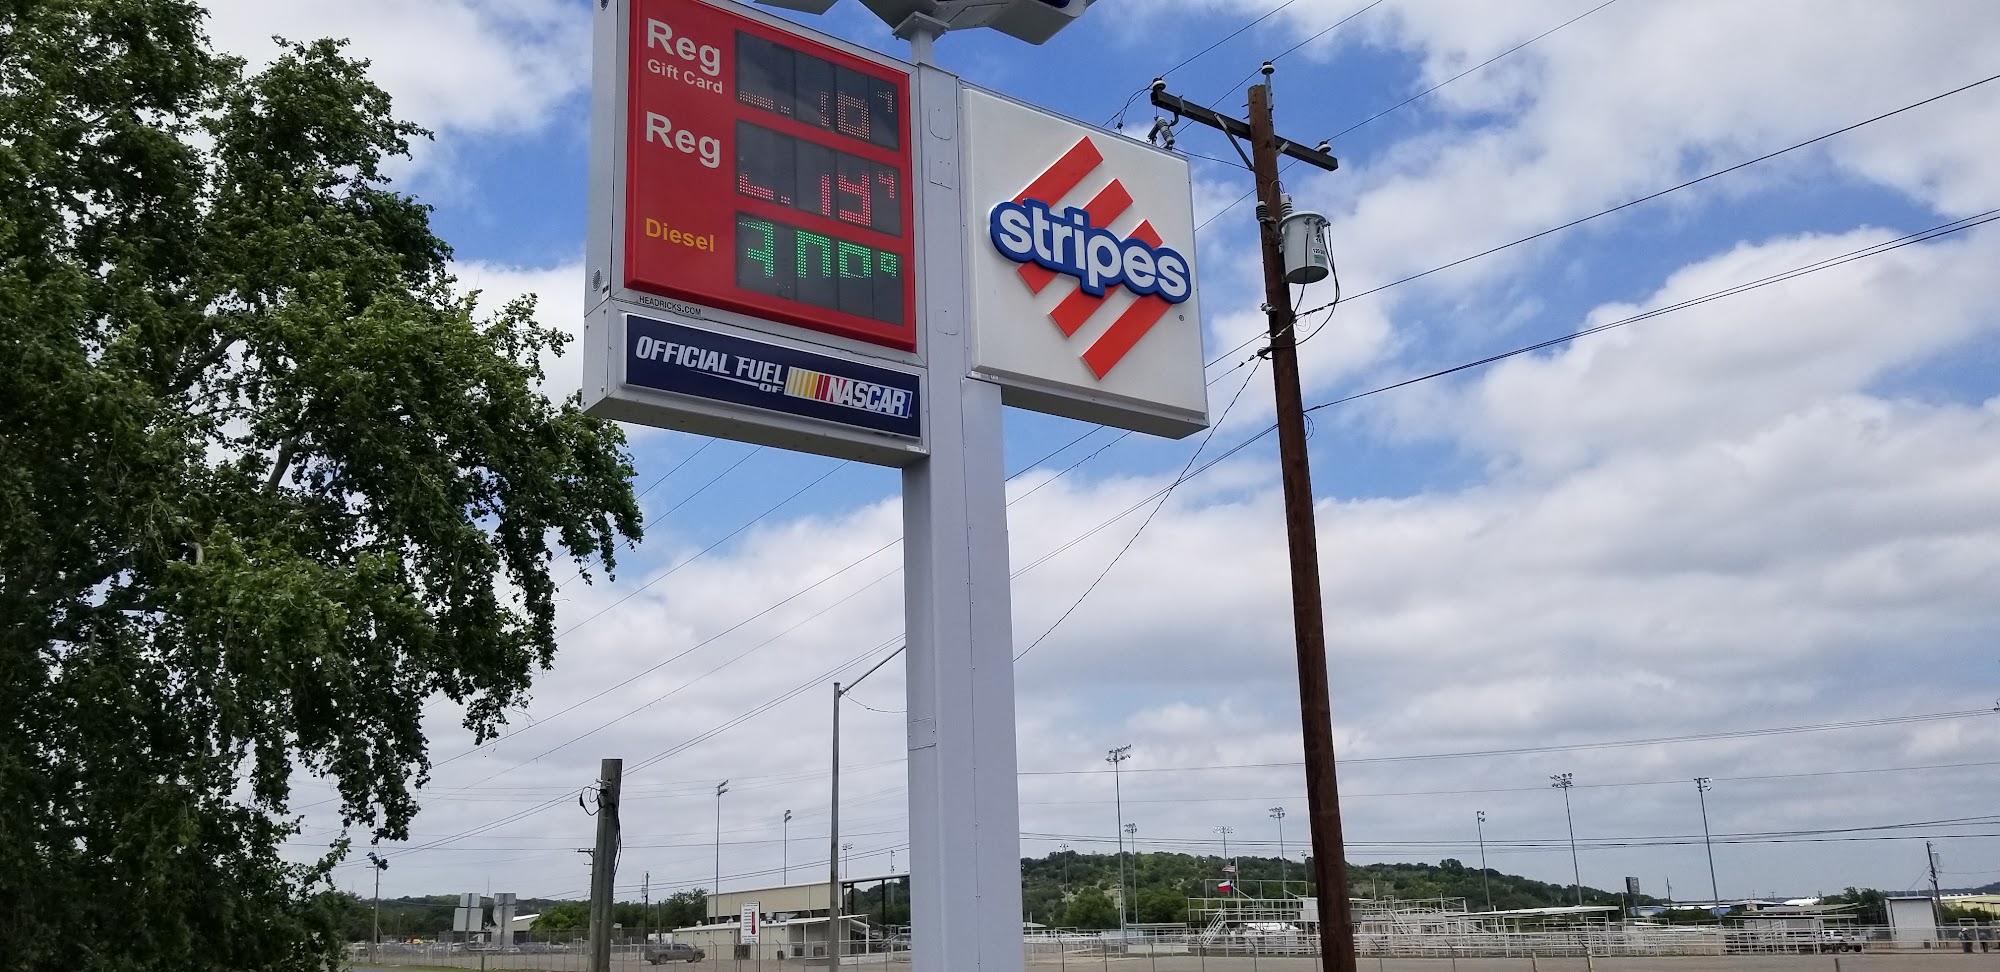 Reg
Gift Card
Reg
Diesel
HEADRICKS.COM
OFFICIAL FUEL
OF
NASCAR
stripes
®